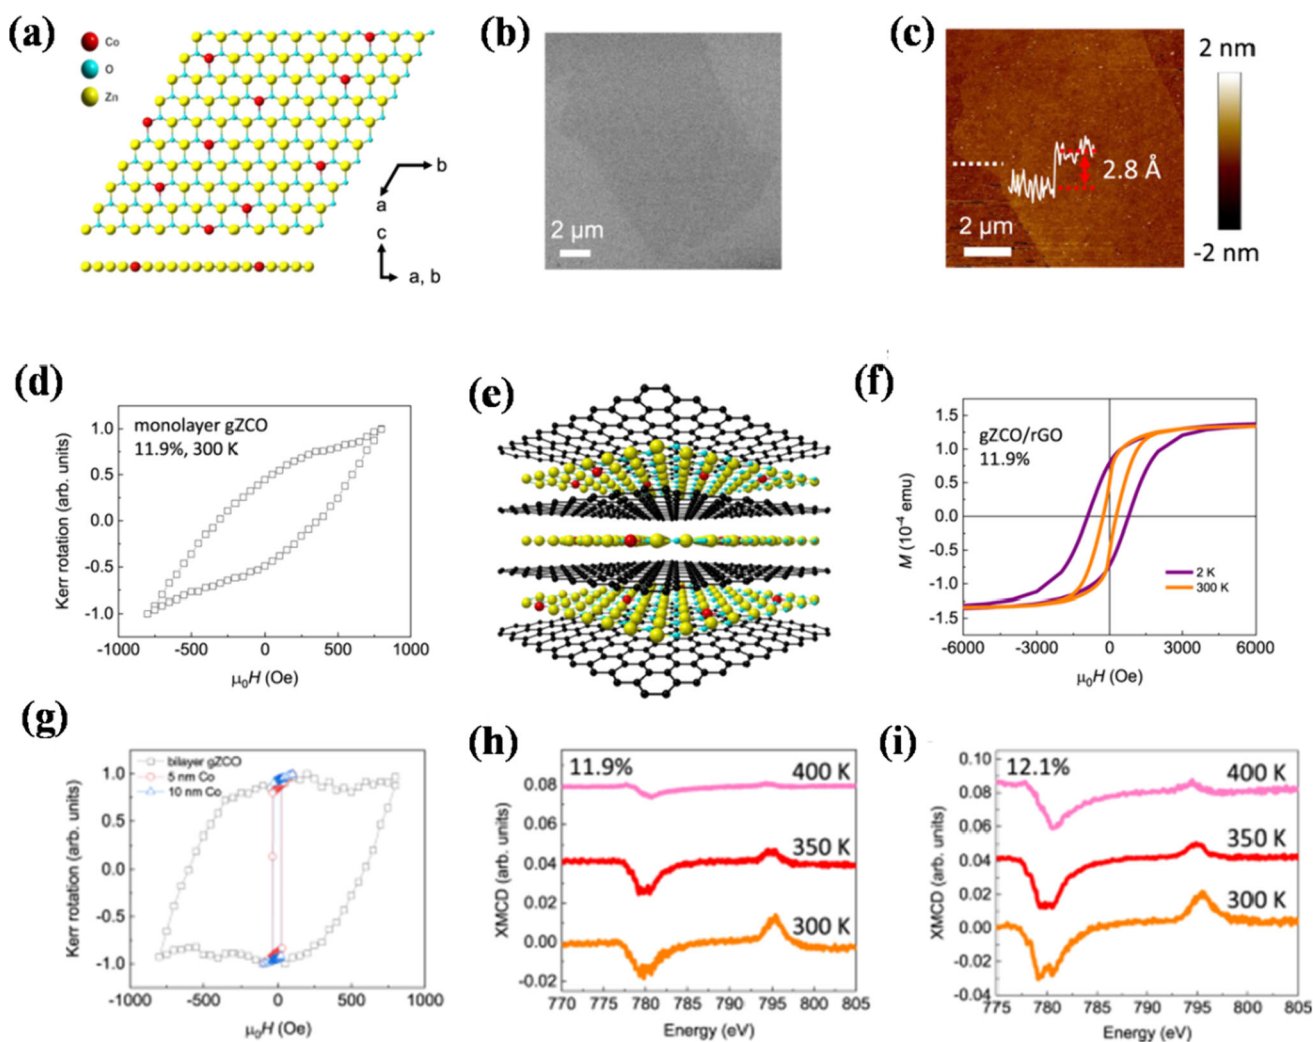 (a)
Co
O
Zn
b
a
c
a, b
(b)
2 μm
(c)
2.8 Å
2 μm
2 nm
-2 nm
(d)
monolayer gZCO
11.9%, 300 K
Kerr rotation (arb. units)
1.0
0.5
0.0
-0.5
-1.0
-1000 -500 0 500 1000
μ₀H (Oe)
(e)
(f)
gZCO/rGO
11.9%
M (10⁻⁴ emu)
1.5
1.0
0.5
0.0
-0.5
-1.0
-1.5
2 K
300 K
-6000 -3000 0 3000 6000
μ₀H (Oe)
(g)
bilayer gZCO
5 nm Co
10 nm Co
Kerr rotation (arb. units)
1.0
0.5
0.0
-0.5
-1.0
-1000 -500 0 500 1000
μ₀H (Oe)
(h)
11.9%
400 K
350 K
300 K
XMCD (arb. units)
0.08
0.06
0.04
0.02
0.00
-0.02
770 775 780 785 790 795 800 805
Energy (eV)
(i)
12.1%
400 K
350 K
300 K
XMCD (arb. units)
0.10
0.08
0.06
0.04
0.02
0.00
-0.02
-0.04
775 780 785 790 795 800 805
Energy (eV)